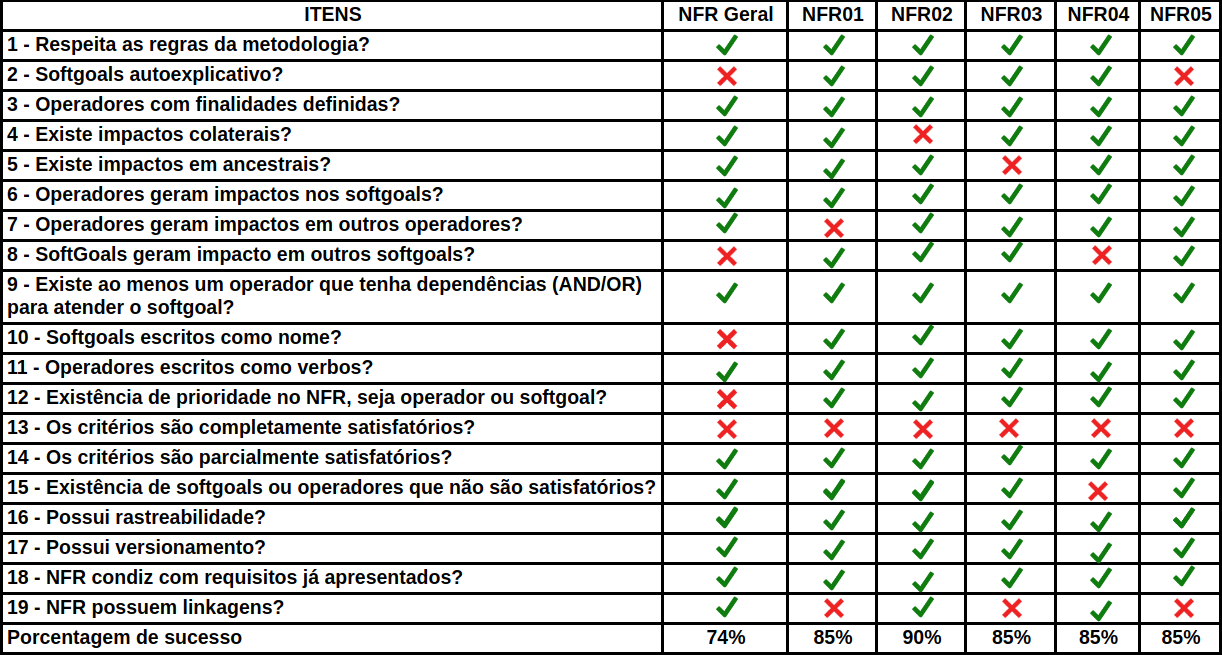 ITENS NFR Geral NFR01 NFR02 NFR03 NFR04 NFR05
1 - Respeita as regras da metodologia?
2 - Softgoals autoexplicativo?
3 - Operadores com finalidades definidas?
4 - Existe impactos colaterais?
5 - Existe impactos em ancestrais?
6 - Operadores geram impactos nos softgoals?
7 - Operadores geram impactos em outros operadores?
8 - SoftGoals geram impacto em outros softgoals?
9 - Existe ao menos um operador que tenha dependências (AND/OR)
para atender o softgoal?
10 - Softgoals escritos como nome?
11 - Operadores escritos como verbos?
12 - Existência de prioridade no NFR, seja operador ou softgoal?
13 - Os critérios são completamente satisfatórios?
14 - Os critérios são parcialmente satisfatórios?
15 - Existência de softgoals ou operadores que não são satisfatórios?
16 - Possui rastreabilidade?
17 - Possui versionamento?
18 - NFR condiz com requisitos já apresentados?
19 - NFR possuem linkagens?
Porcentagem de sucesso 74% 85% 90% 85% 85% 85%